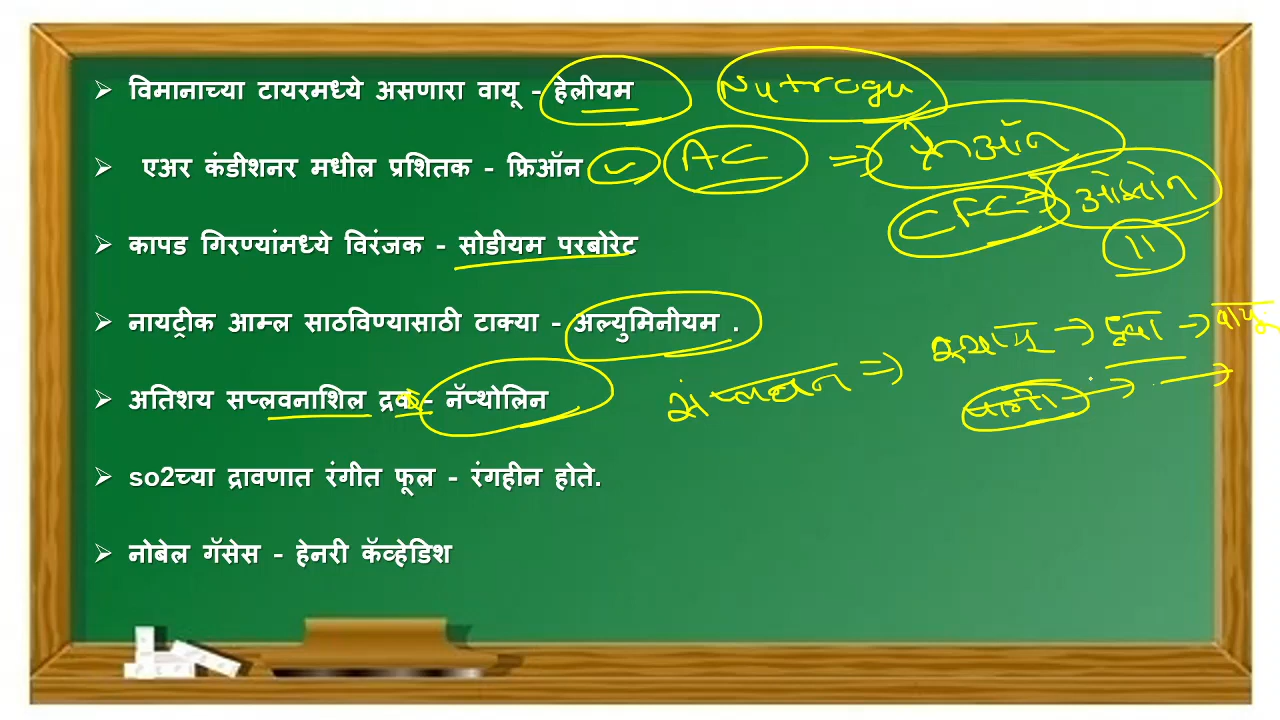 ➢ विमानाच्या टायरमध्ये असणारा वायू - हेलीयम Nutrogu
➢ एअर कंडीशनर मधील प्रशितक - फ्रिऑन AC ⇒ फ्रीऑन
CFC → ओझोन
➢ कापड गिरण्यांमध्ये विरंजक - सोडीयम परबोरेट 11
➢ नायट्रीक आम्ल साठविण्यासाठी टाक्या - अल्युमिनीयम .
➢ अतिशय सप्लवनाशिल द्रव - नॅप्थोलिन संप्लवन ⇒ → → वायू
➢ so2च्या द्रावणात रंगीत फूल - रंगहीन होते.
➢ नोबेल गॅसेस - हेनरी कॅव्हेडिश